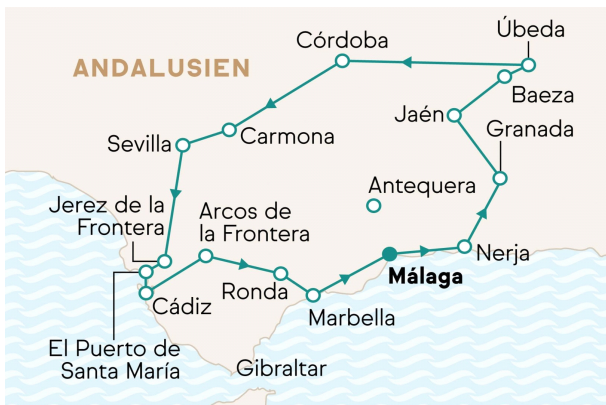 Úbeda
Córdoba
ANDALUSIEN
Baeza
Jaén
Granada
Carmona
Sevilla
Antequera
Jerez de la
Frontera
Arcos de
la Frontera
Nerja
Málaga
Ronda
Cádiz
Marbella
El Puerto de
Santa María
Gibraltar